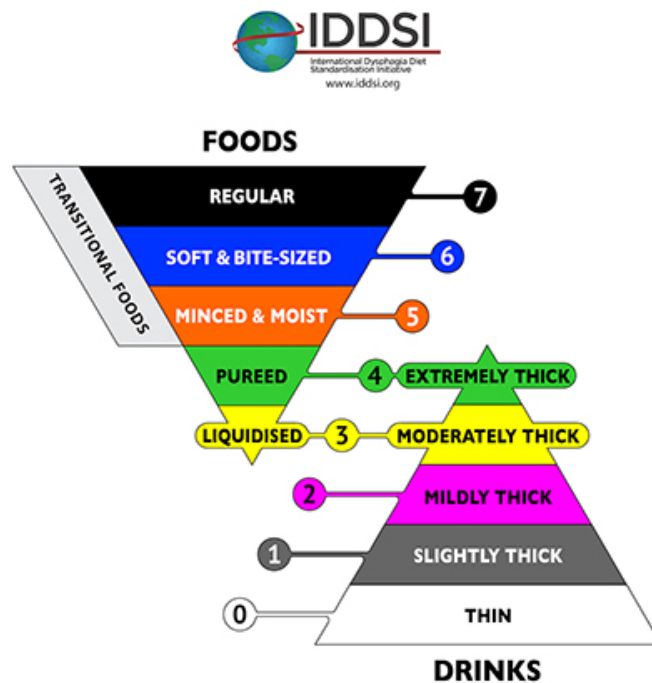 IDDSI
International Dysphagia Diet
Standardisation Initiative
www.iddsi.org
FOODS
TRANSITIONAL FOODS
REGULAR
7
SOFT & BITE-SIZED
6
MINCED & MOIST
5
PUREED
4
EXTREMELY THICK
LIQUIDISED
3
MODERATELY THICK
2
MILDLY THICK
1
SLIGHTLY THICK
0
THIN
DRINKS